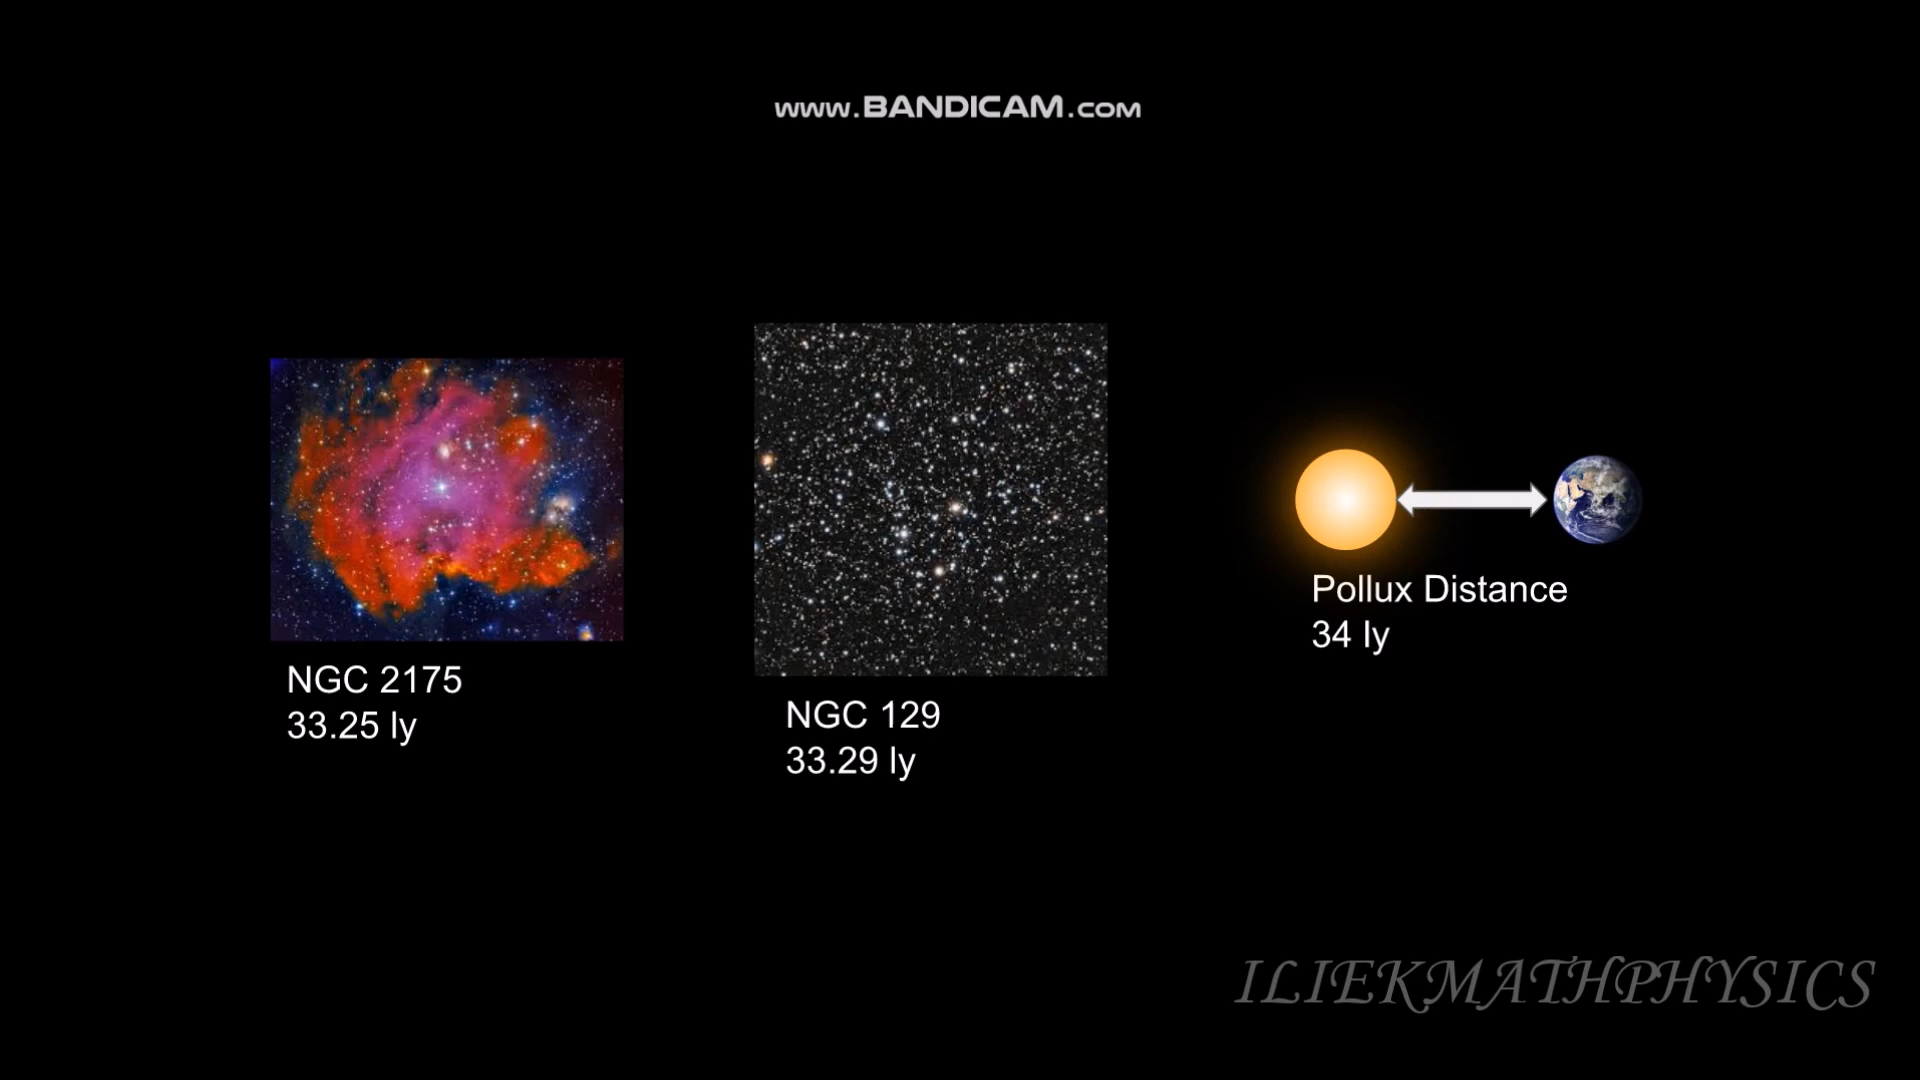 www.BANDICAM.com
NGC 2175
33.25 ly
NGC 129
33.29 ly
Pollux Distance
34 ly
ILIEKMATHPHYSICS